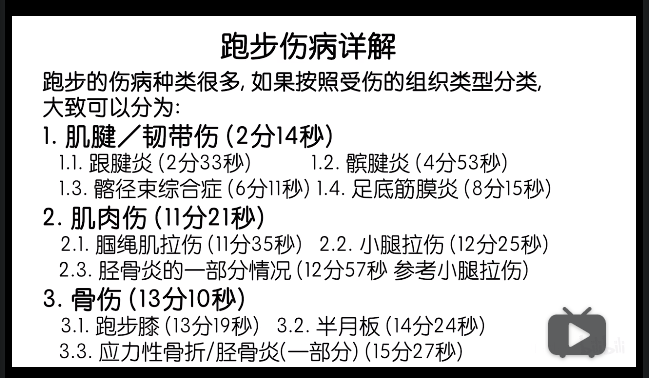 跑步伤病详解
跑步的伤病种类很多, 如果按照受伤的组织类型分类,
大致可以分为:
1. 肌腱／韧带伤 (2分14秒)
1.1. 跟腱炎 (2分33秒) 1.2. 髌腱炎 (4分53秒)
1.3. 髂径束综合症 (6分11秒) 1.4. 足底筋膜炎 (8分15秒)
2. 肌肉伤 (11分21秒)
2.1. 腘绳肌拉伤 (11分35秒) 2.2. 小腿拉伤 (12分25秒)
2.3. 胫骨炎的一部分情况 (12分57秒 参考小腿拉伤)
3. 骨伤 (13分10秒)
3.1. 跑步膝 (13分19秒) 3.2. 半月板 (14分24秒)
3.3. 应力性骨折/胫骨炎(一部分) (15分27秒)